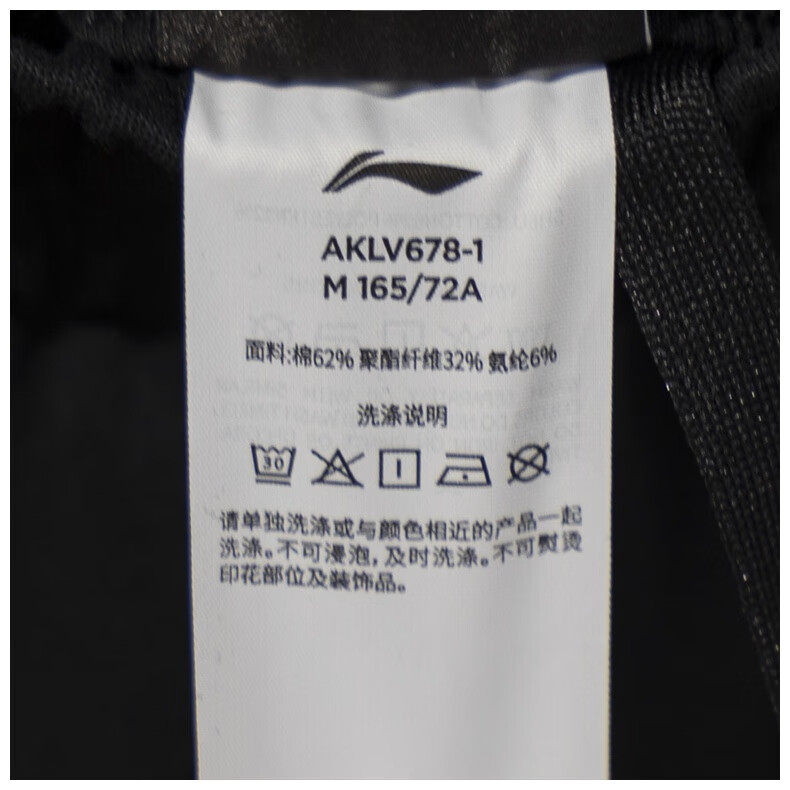 AKLV678-1
M 165/72A
面料:棉62% 聚酯纤维32% 氨纶6%
洗涤说明
30
请单独洗涤或与颜色相近的产品一起
洗涤。不可浸泡,及时洗涤。不可熨烫
印花部位及装饰品。